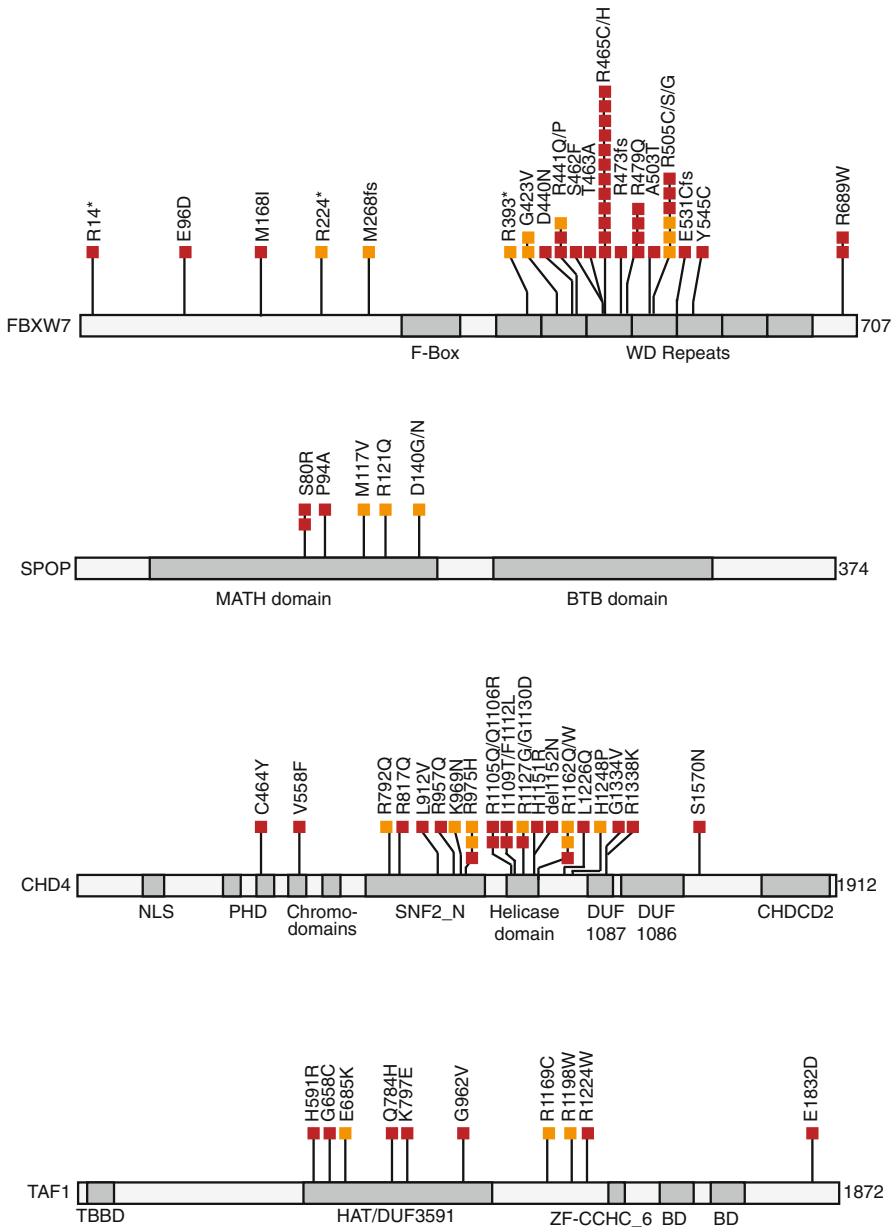 R14*
E96D
M168I
R224*
M268fs
R393*
G423V
D440N
R441Q/P
S462F
T463A
R465C/H
R473fs
R479Q
A503T
R505C/S/G
E531Cfs
Y545C
R689W
FBXW7
707
F-Box
WD Repeats
S80R
P94A
M117V
R121Q
D140G/N
SPOP
374
MATH domain
BTB domain
C464Y
V558F
R792Q
R817Q
L912V
R957Q
K969N
R975H
R1105Q/Q1106R
I1109T/F1112L
R1127G/G1130D
H1151R
del1152N
R1162Q/W
L1226Q
H1248P
G1334V
R1338K
S1570N
CHD4
1912
NLS
PHD
Chromo-
domains
SNF2_N
Helicase
domain
DUF
1087
DUF
1086
CHDCD2
H591R
G658C
E685K
Q784H
K797E
G962V
R1169C
R1198W
R1224W
E1832D
TAF1
1872
TBBD
HAT/DUF3591
ZF-CCHC_6
BD
BD